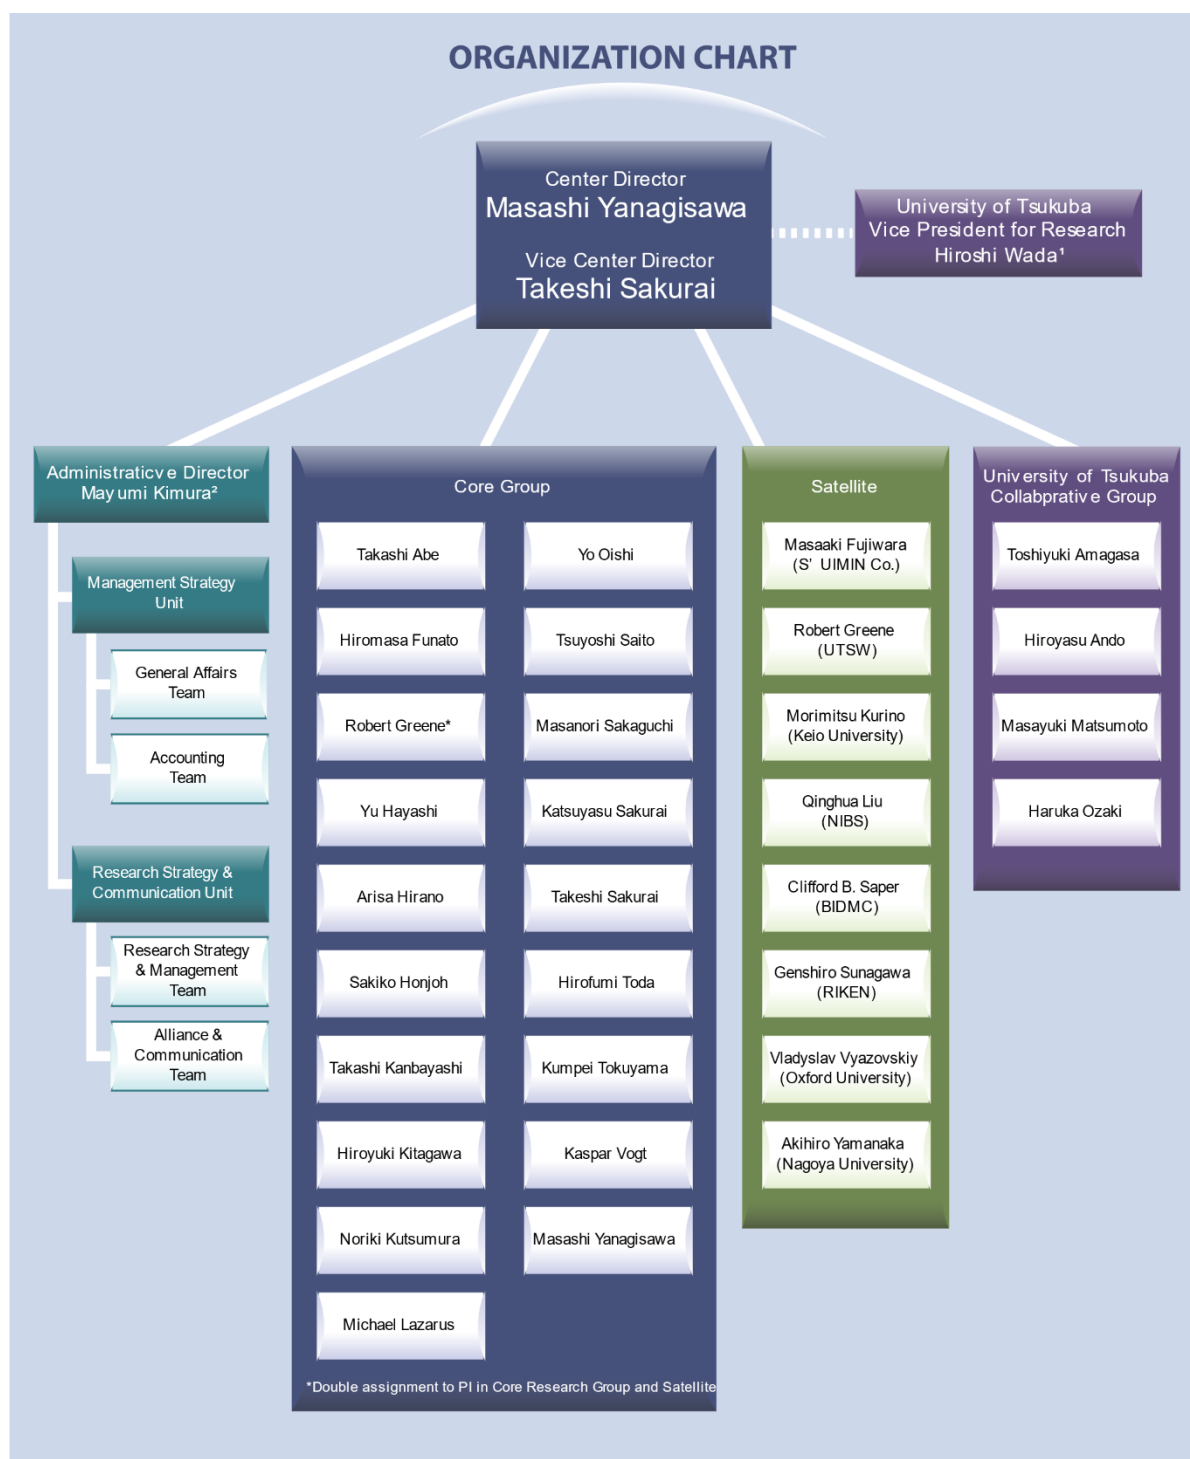 ORGANIZATION CHART
Center Director
Masashi Yanagisawa
Vice Center Director
Takeshi Sakurai
University of Tsukuba
Vice President for Research
Hiroshi Wada¹
Administraticve Director
Mayumi Kimura²
Management Strategy
Unit
General Affairs
Team
Accounting
Team
Research Strategy &
Communication Unit
Research Strategy
& Management
Team
Alliance &
Communication
Team
Core Group
Takashi Abe
Hiromasa Funato
Robert Greene*
Yu Hayashi
Arisa Hirano
Sakiko Honjoh
Takashi Kanbayashi
Hiroyuki Kitagawa
Noriki Kutsumura
Michael Lazarus
Yo Oishi
Tsuyoshi Saito
Masanori Sakaguchi
Katsuyasu Sakurai
Takeshi Sakurai
Hirofumi Toda
Kumpei Tokuyama
Kaspar Vogt
Masashi Yanagisawa
*Double assignment to PI in Core Research Group and Satellite
Satellite
Masaaki Fujiwara
(S' UIMIN Co.)
Robert Greene
(UTSW)
Morimitsu Kurino
(Keio University)
Qinghua Liu
(NIBS)
Clifford B. Saper
(BIDMC)
Genshiro Sunagawa
(RIKEN)
Vladyslav Vyazovskiy
(Oxford University)
Akihiro Yamanaka
(Nagoya University)
University of Tsukuba
Collabprative Group
Toshiyuki Amagasa
Hiroyasu Ando
Masayuki Matsumoto
Haruka Ozaki